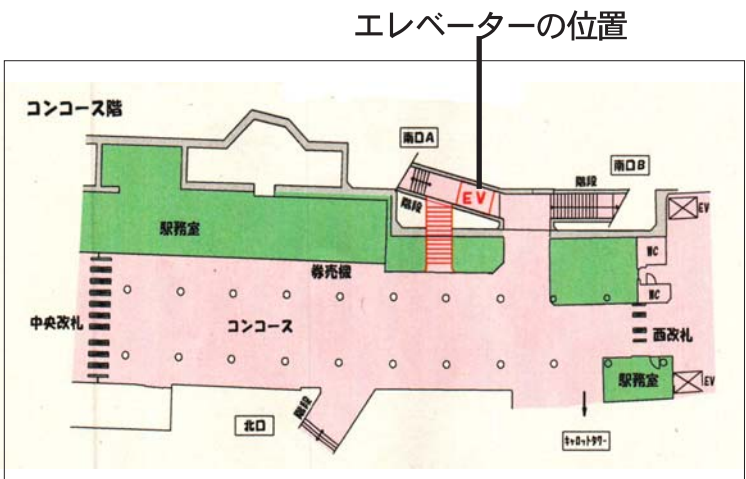 エレベーターの位置
コンコース階
南口A
南口B
階段
EV
階段
EV
駅務室
WC
券売機
WC
中央改札
コンコース
西改札
駅務室
EV
階段
北口
キャロットタワー